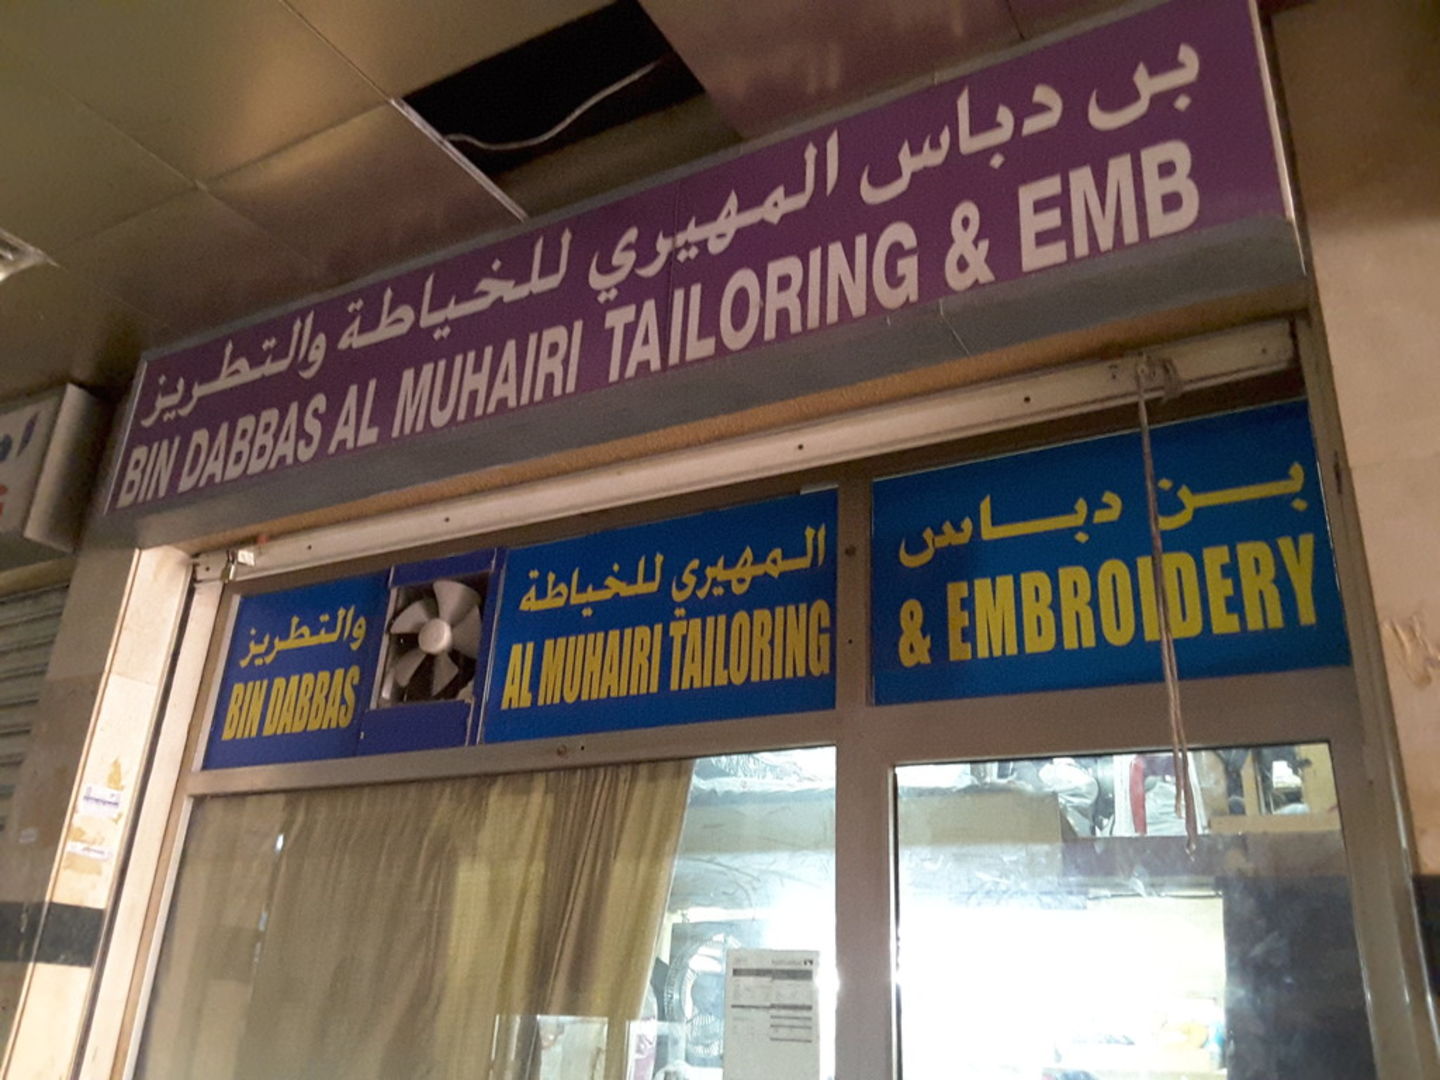 بن دباس المهيري للخياطة والتطريز
BIN DABBAS AL MUHAIRI TAILORING & EMB
بن دباس المهيري للخياطة والتطريز
BIN DABBAS AL MUHAIRI TAILORING & EMBROIDERY